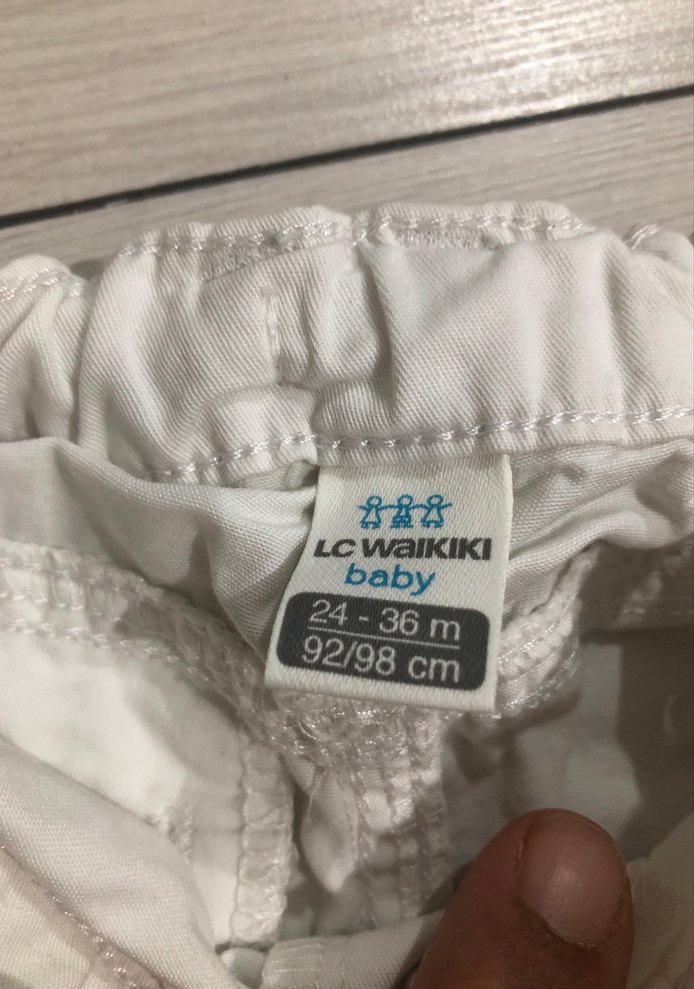 LC WAIKIKI
baby
24 - 36 m
92/98 cm